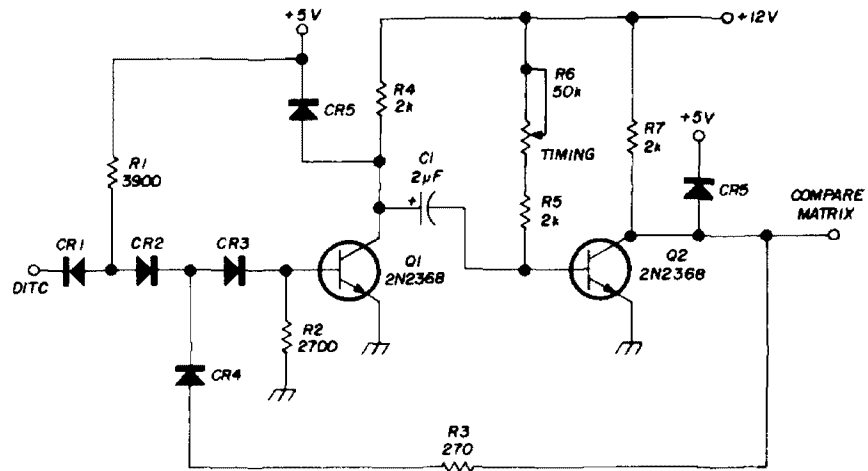 +5V
+12V
R4
2k
R6
50k
CR5
R7
2k
+5V
R1
3900
C1
2µF
+
TIMING
R5
2k
CR5
COMPARE
MATRIX
CR1
CR2
CR3
DITC
Q1
2N2368
Q2
2N2368
R2
2700
CR4
R3
270